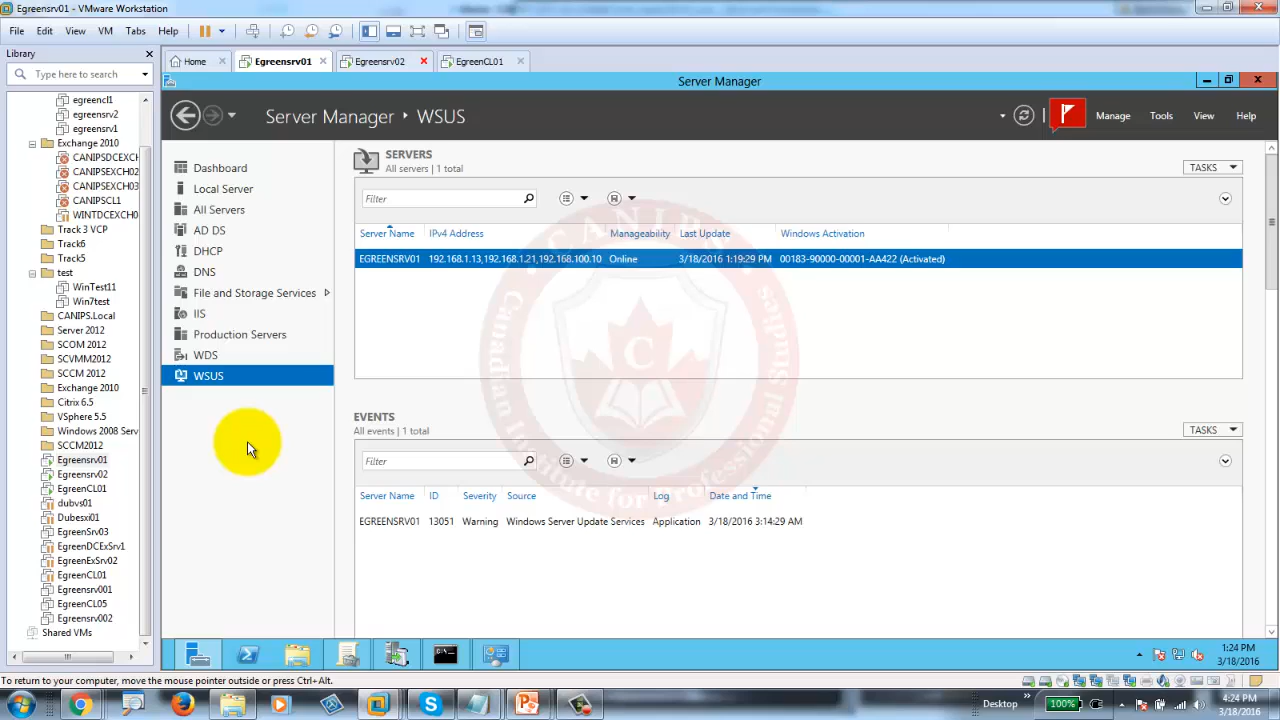 Egreensrv01 - VMware Workstation
File Edit View VM Tabs Help
Library
Type here to search
Home
Egreensrv01
Egreensrv02
EgreenCL01
Server Manager
Server Manager ‣ WSUS
Manage Tools View Help
egreencl1
egreensrv2
egreensrv1
Exchange 2010
CANIPSDCEXCH
CANIPSEXCH02
CANIPSEXCH03
CANIPSCL1
WINTDCEXCH0
Track 3 VCP
Track6
Track5
test
WinTest11
Win7test
CANIPS.Local
Server 2012
SCOM 2012
SCVMM2012
SCCM 2012
Exchange 2010
Citrix 6.5
VSphere 5.5
Windows 2008 Serv
SCCM2012
Egreensrv01
Egreensrv02
EgreenCL01
dubvs01
Dubesxi01
EgreenSrv03
EgreenDCExSrv1
EgreenExSrv02
EgreenCL01
Egreensrv001
EgreenCL05
Egreensrv002
Shared VMs
Dashboard
Local Server
All Servers
AD DS
DHCP
DNS
File and Storage Services
IIS
Production Servers
WDS
WSUS
SERVERS
All servers | 1 total
TASKS
Filter
Server Name IPv4 Address Manageability Last Update Windows Activation
EGREENSRV01 192.168.1.13,192.168.1.21,192.168.100.10 Online 3/18/2016 1:19:29 PM 00183-90000-00001-AA422 (Activated)
EVENTS
All events | 1 total
TASKS
Filter
Server Name ID Severity Source Log Date and Time
EGREENSRV01 13051 Warning Windows Server Update Services Application 3/18/2016 3:14:29 AM
CANIPS
Canadian Institute for Professional Studies
C
1:24 PM
3/18/2016
To return to your computer, move the mouse pointer outside or press Ctrl+Alt.
Desktop
100%
4:24 PM
3/18/2016